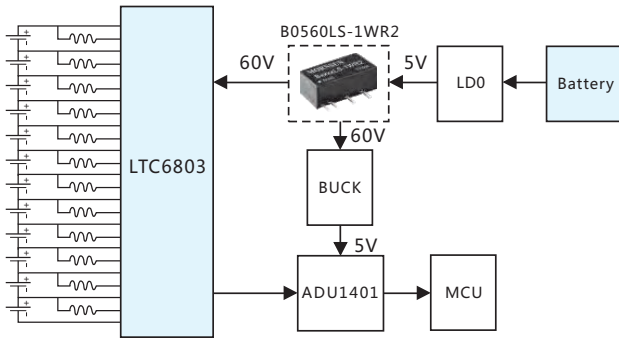 B0560LS-1WR2
60V
5V
LD0
Battery
60V
LTC6803
BUCK
5V
ADU1401
MCU